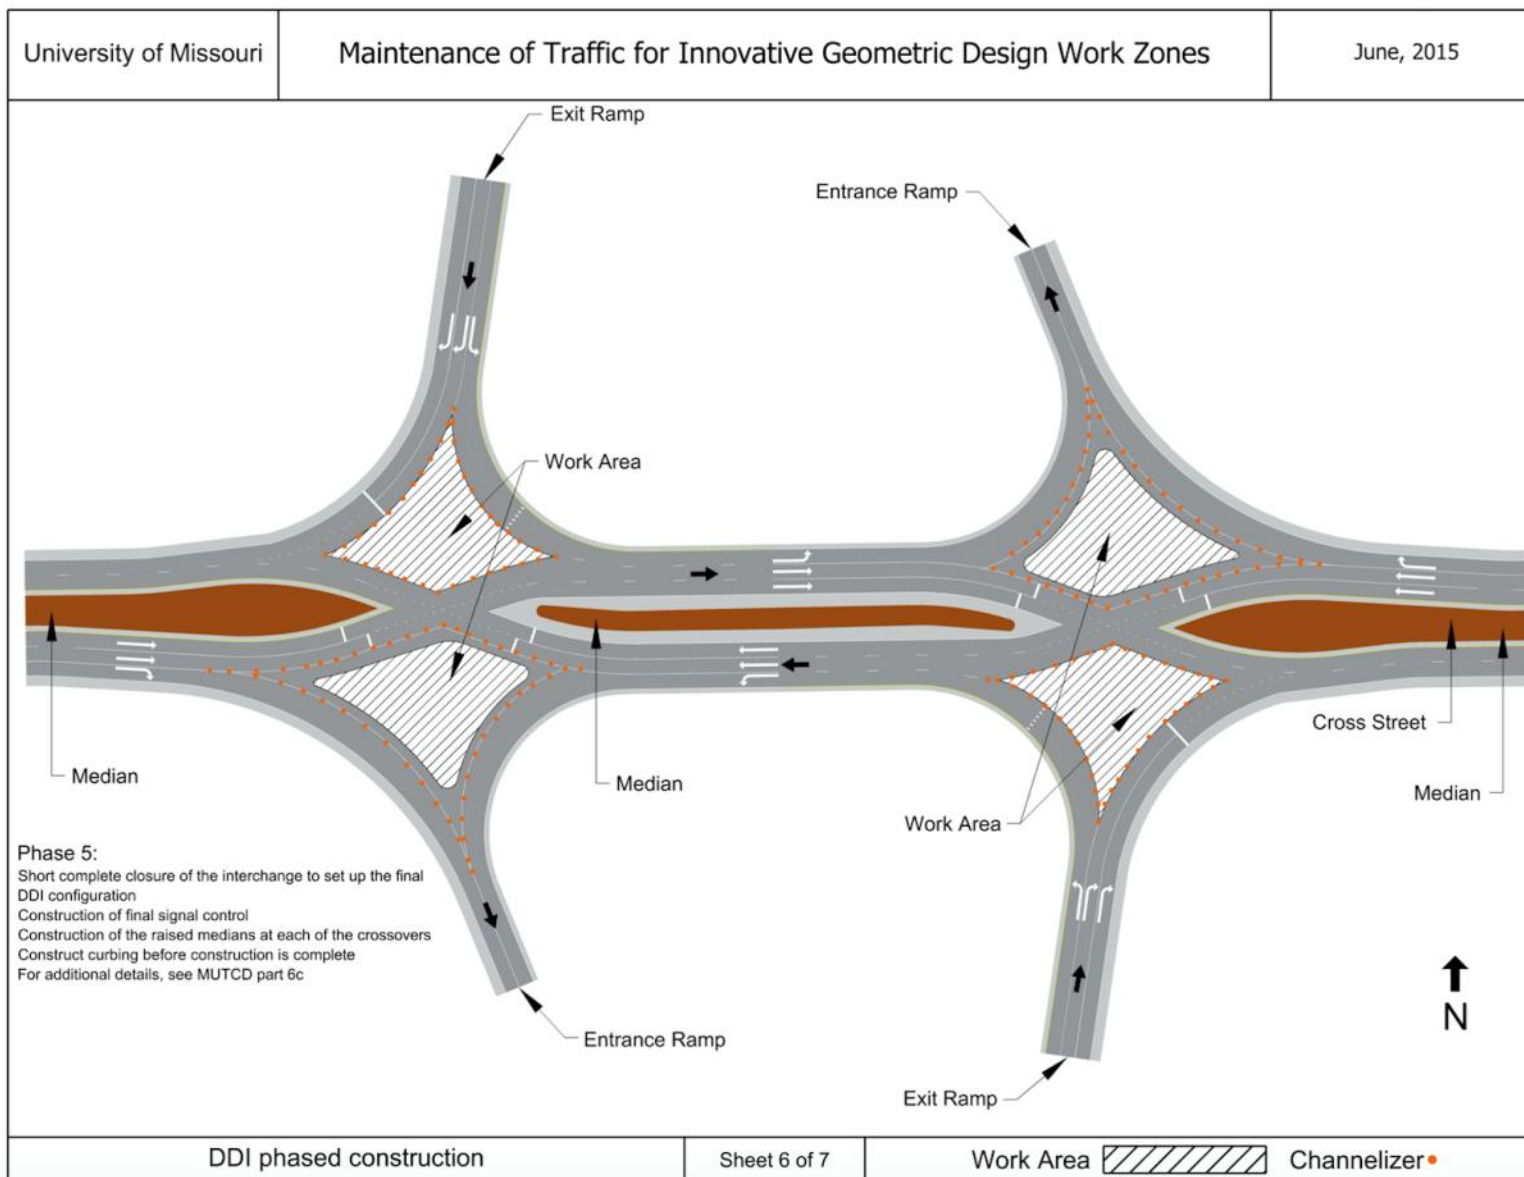 University of Missouri
Maintenance of Traffic for Innovative Geometric Design Work Zones
June, 2015
Exit Ramp
Entrance Ramp
Work Area
Cross Street
Median
Median
Median
Work Area
Phase 5:
Short complete closure of the interchange to set up the final
DDI configuration
Construction of final signal control
Construction of the raised medians at each of the crossovers
Construct curbing before construction is complete
For additional details, see MUTCD part 6c
N
Entrance Ramp
Exit Ramp
DDI phased construction
Sheet 6 of 7
Work Area
Channelizer